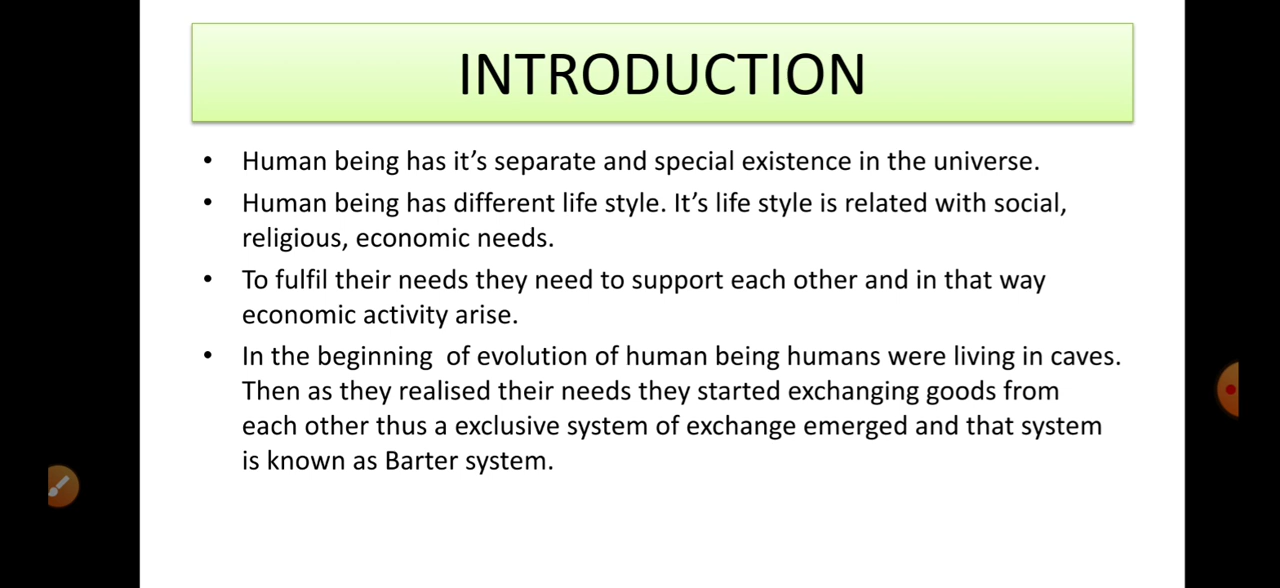 INTRODUCTION
• Human being has it’s separate and special existence in the universe.
• Human being has different life style. It’s life style is related with social,
religious, economic needs.
• To fulfil their needs they need to support each other and in that way
economic activity arise.
• In the beginning  of evolution of human being humans were living in caves.
Then as they realised their needs they started exchanging goods from
each other thus a exclusive system of exchange emerged and that system
is known as Barter system.